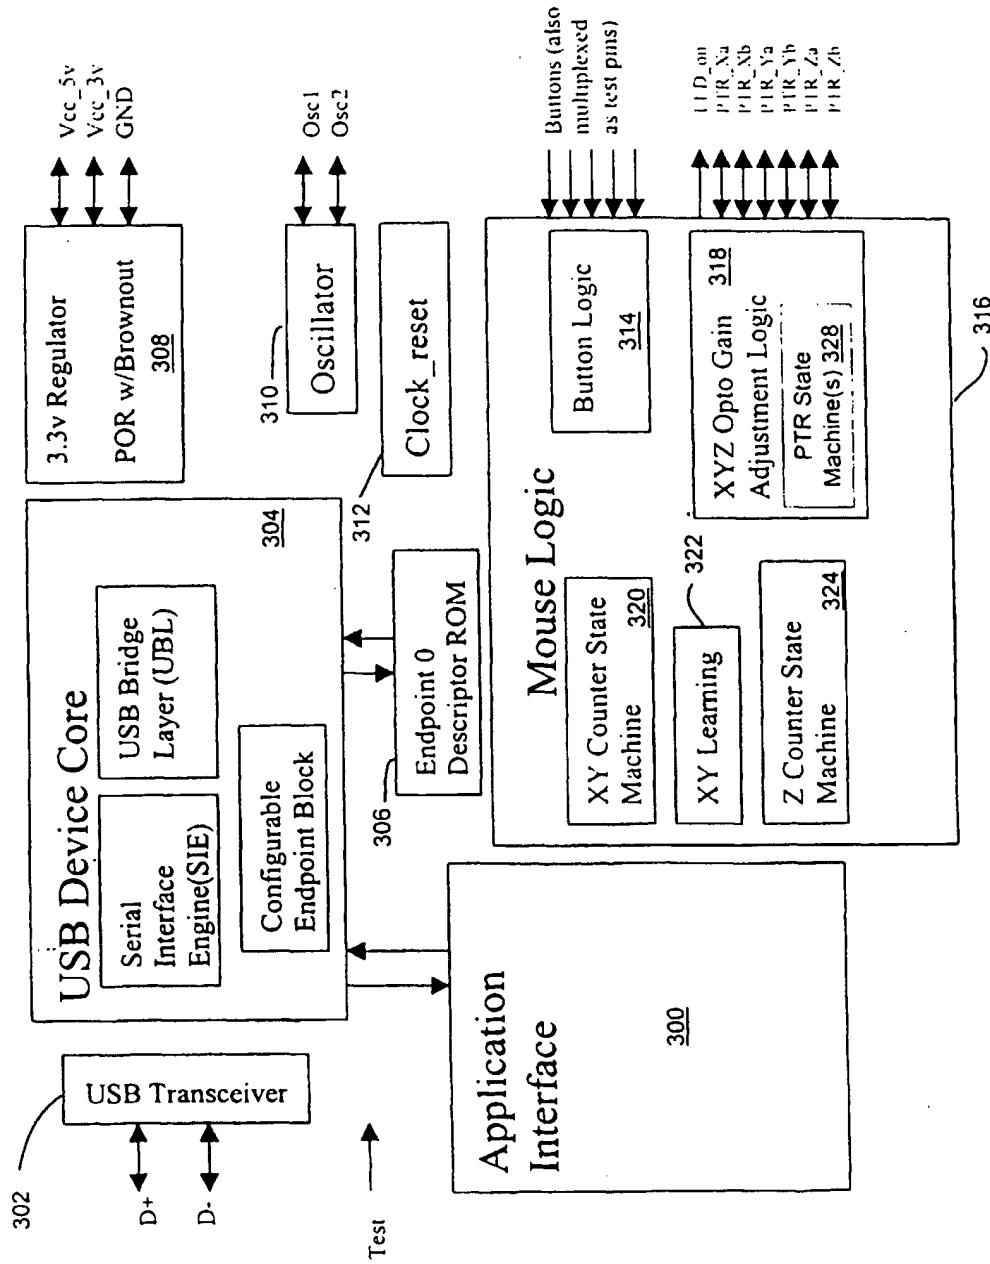 302
USB Transceiver
D+
D-
Test
USB Device Core
304
Serial
Interface
Engine(SIE)
USB Bridge
Layer (UBL)
Configurable
Endpoint Block
3.3v Regulator
POR w/Brownout
308
Vcc_5v
Vcc_3v
GND
310
Oscillator
Osc1
Osc2
312
Clock_reset
306
Endpoint 0
Descriptor ROM
Application
Interface
300
Mouse Logic
XY Counter State
Machine
320
322
XY Learning
Z Counter State
Machine
324
Button Logic
314
XYZ Opto Gain
Adjustment Logic
318
PTR State
Machine(s) 328
Buttons (also
multiplexed
as test pins)
LED_on
PTR_Xa
PTR_Xb
PTR_Ya
PTR_Yb
PTR_Za
PTR_Zb
316